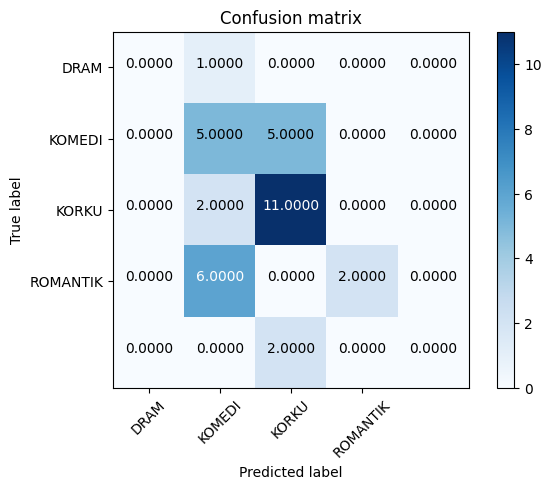 Confusion matrix
DRAM 0.0000 1.0000 0.0000 0.0000 0.0000
KOMEDI 0.0000 5.0000 5.0000 0.0000 0.0000
KORKU 0.0000 2.0000 11.0000 0.0000 0.0000
ROMANTIK 0.0000 6.0000 0.0000 2.0000 0.0000
0.0000 0.0000 2.0000 0.0000 0.0000
DRAM KOMEDI KORKU ROMANTIK
True label
Predicted label
10
8
6
4
2
0